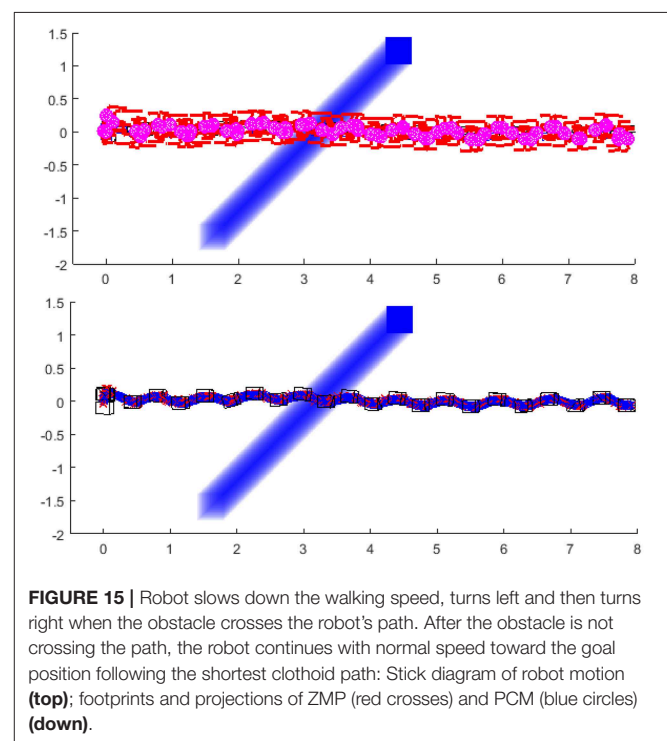 1.5
1
0.5
0
-0.5
-1
-1.5
-2
0 1 2 3 4 5 6 7 8
1.5
1
0.5
0
-0.5
-1
-1.5
-2
0 1 2 3 4 5 6 7 8
FIGURE 15 | Robot slows down the walking speed, turns left and then turns
right when the obstacle crosses the robot’s path. After the obstacle is not
crossing the path, the robot continues with normal speed toward the goal
position following the shortest clothoid path: Stick diagram of robot motion
(top); footprints and projections of ZMP (red crosses) and PCM (blue circles)
(down).